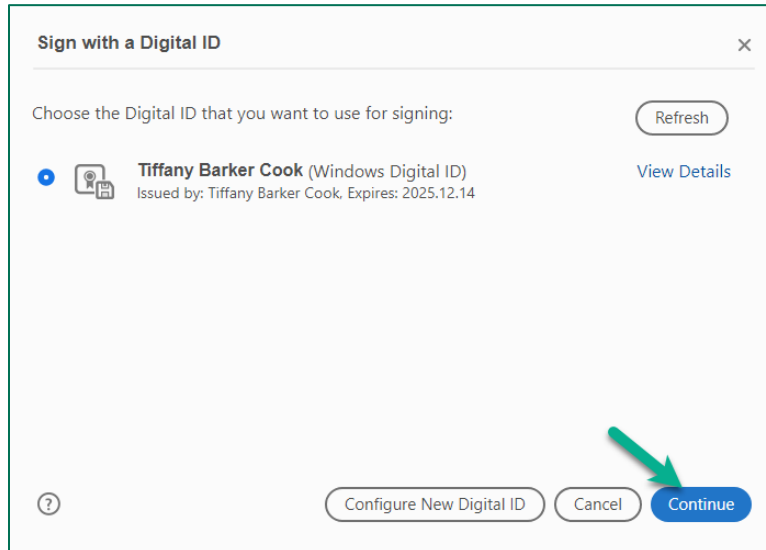 Sign with a Digital ID
Choose the Digital ID that you want to use for signing:
Refresh
Tiffany Barker Cook (Windows Digital ID)
View Details
Issued by: Tiffany Barker Cook, Expires: 2025.12.14
?
Configure New Digital ID
Cancel
Continue